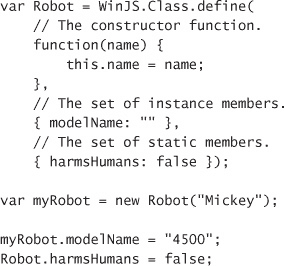 var Robot = WinJS.Class.define(
    // The constructor function.
    function(name) {
        this.name = name;
    },
    // The set of instance members.
    { modelName: "" },
    // The set of static members.
    { harmsHumans: false });

var myRobot = new Robot("Mickey");

myRobot.modelName = "4500";
Robot.harmsHumans = false;